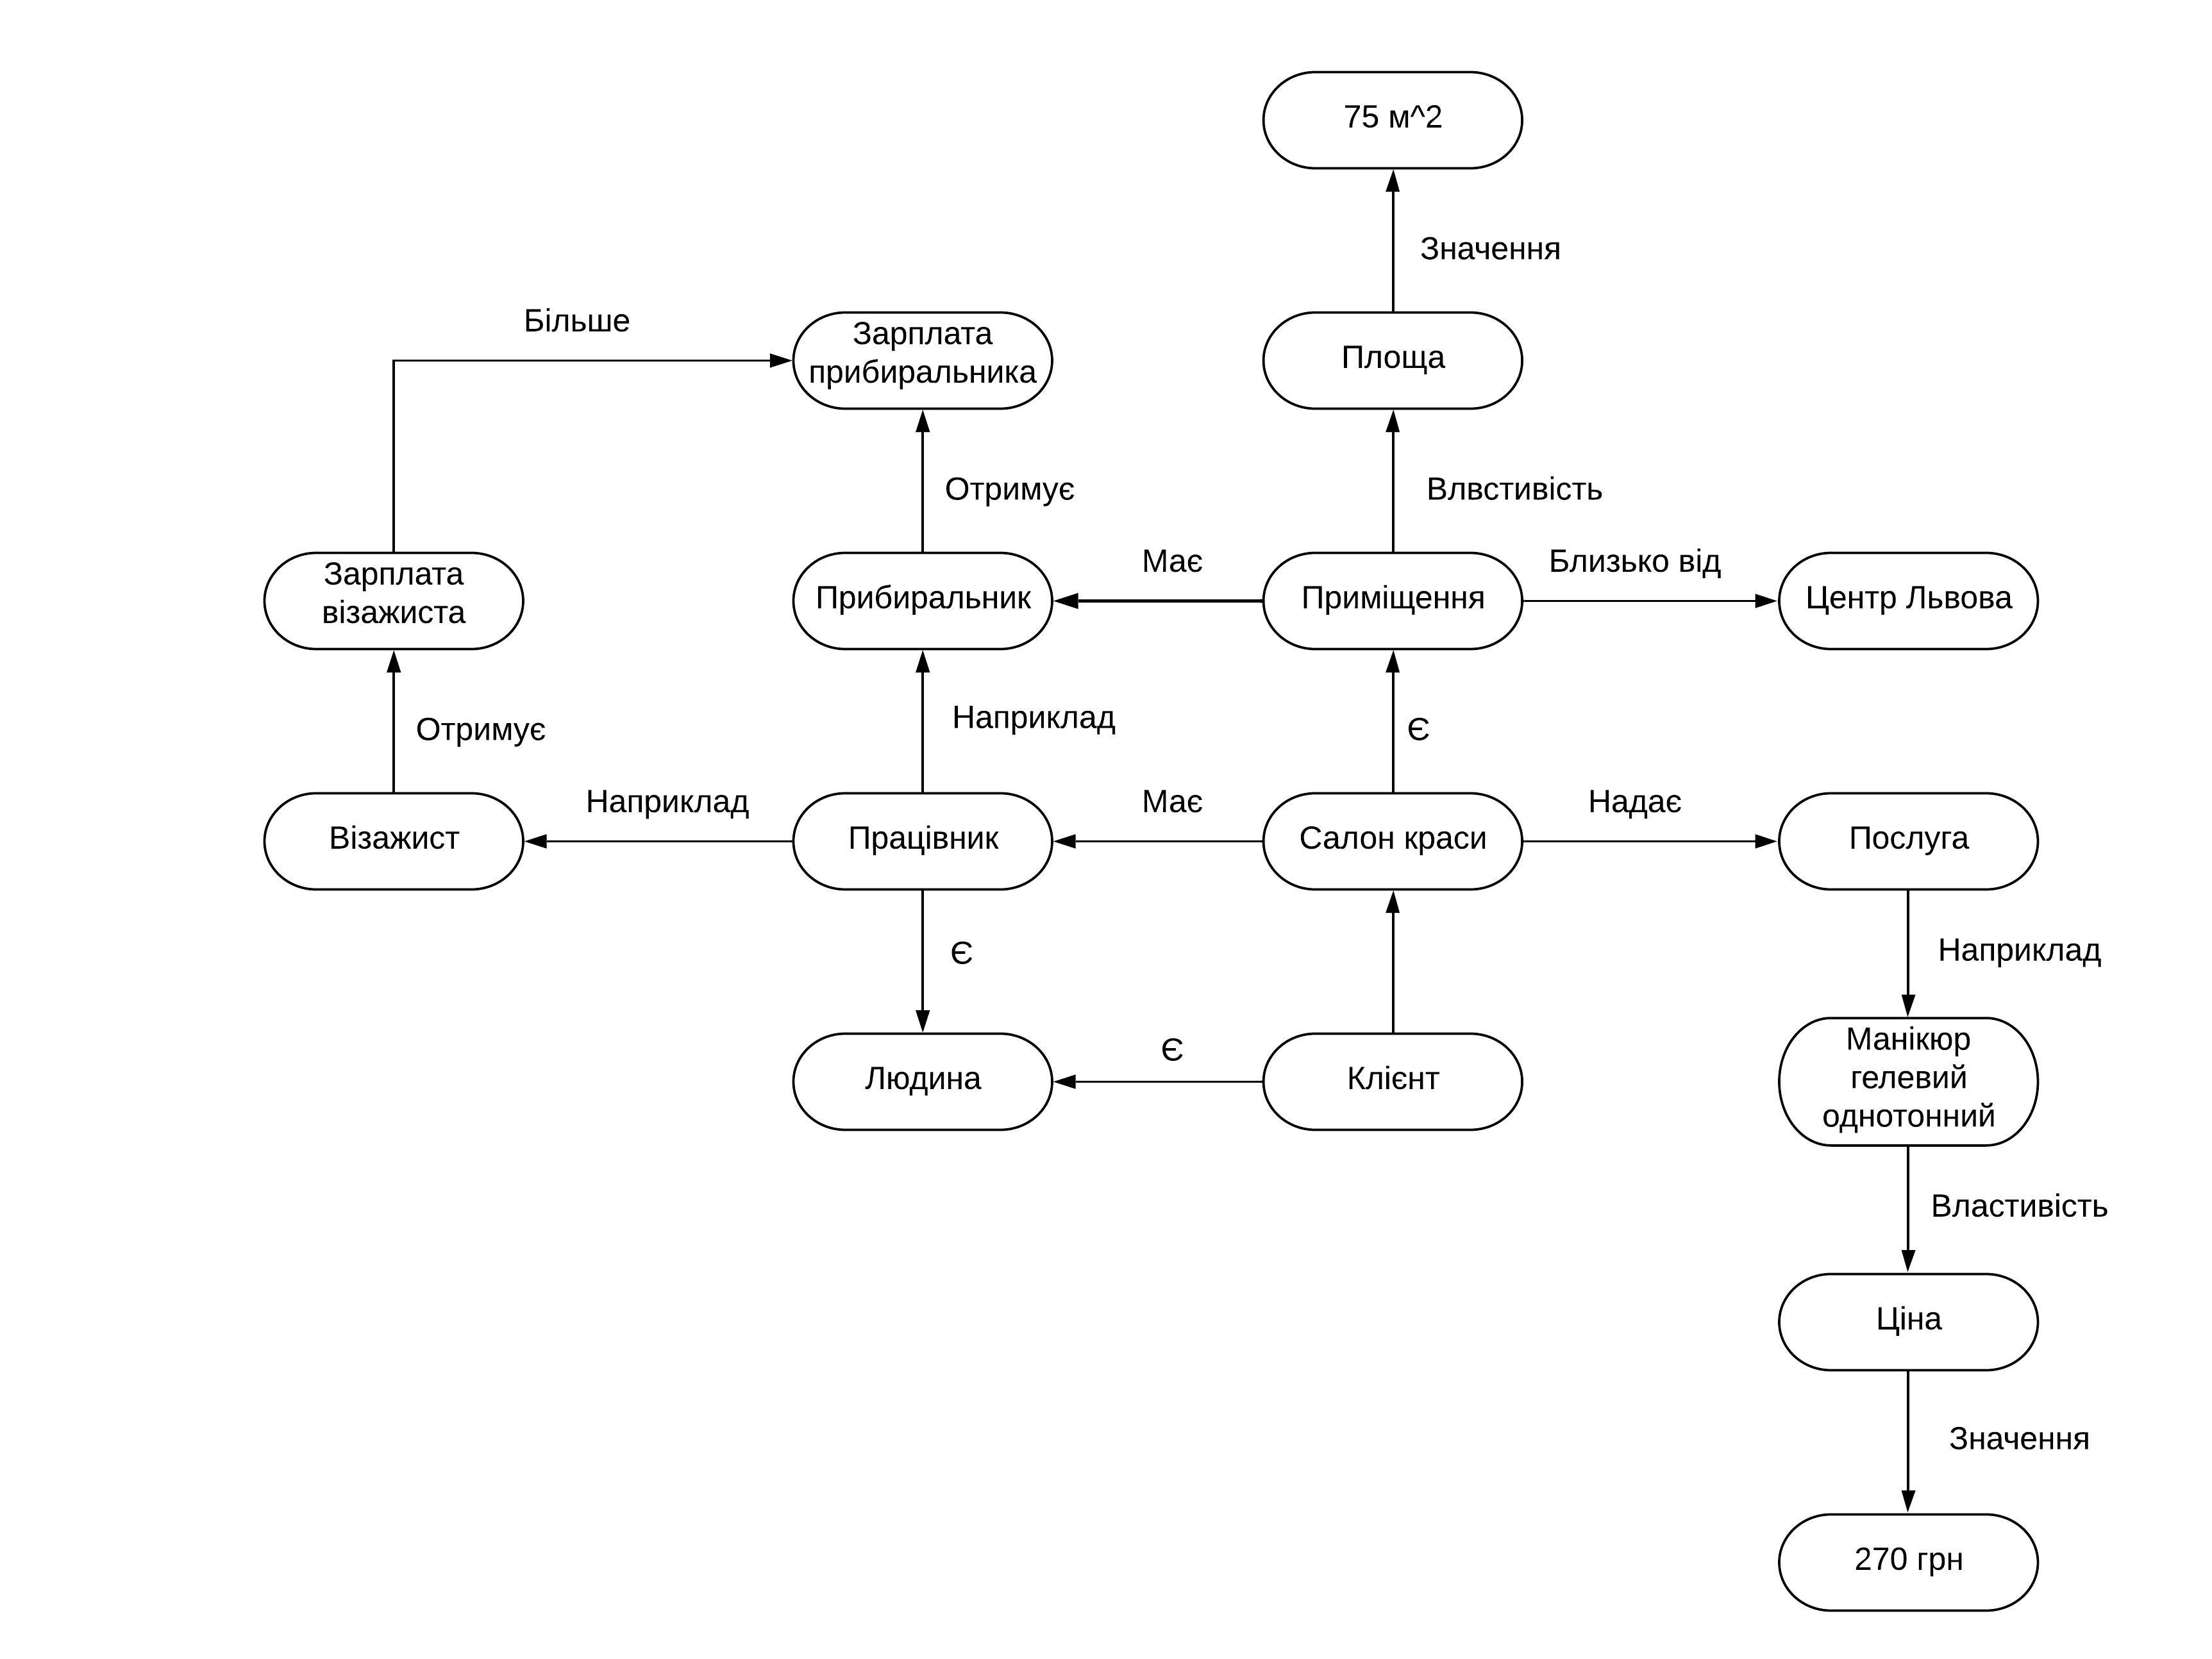 75 м^2
Значення
Більше
Зарплата
прибиральника
Площа
Отримує
Влвстивість
Зарплата
візажиста
Прибиральник
Має
Приміщення
Близько від
Центр Львова
Отримує
Наприклад
Є
Візажист
Наприклад
Працівник
Має
Салон краси
Надає
Послуга
Є
Наприклад
Людина
Є
Клієнт
Манікюр
гелевий
однотонний
Властивість
Ціна
Значення
270 грн